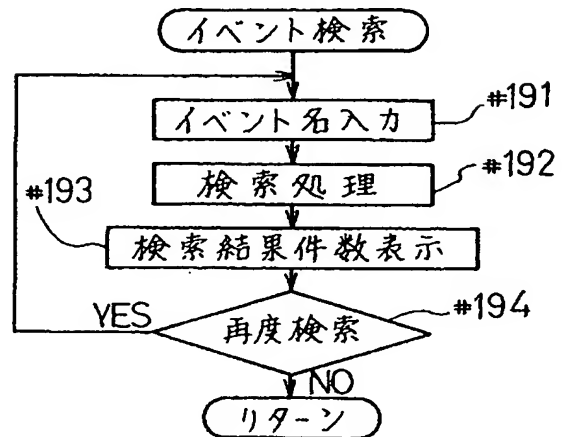 イベント検索
#191
イベント名入力
#192
検索処理
#193
検索結果件数表示
#194
YES
再度検索
NO
リターン